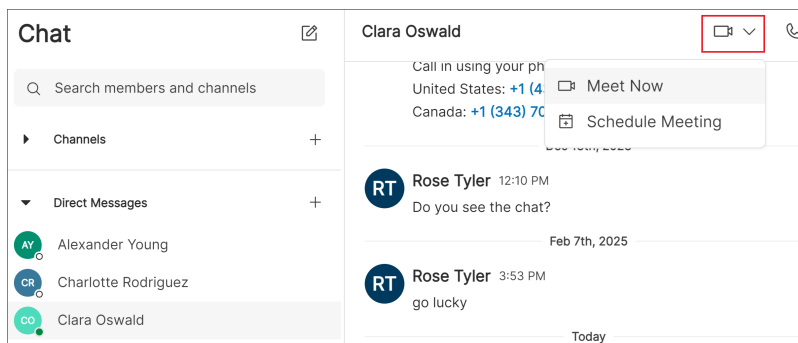 Chat
Search members and channels
Channels
Direct Messages
AY Alexander Young
CR Charlotte Rodriguez
CO Clara Oswald
Clara Oswald
Call in using your ph
United States: +1 (4
Canada: +1 (343) 70
Meet Now
Schedule Meeting
RT Rose Tyler 12:10 PM
Do you see the chat?
Feb 7th, 2025
RT Rose Tyler 3:53 PM
go lucky
Today